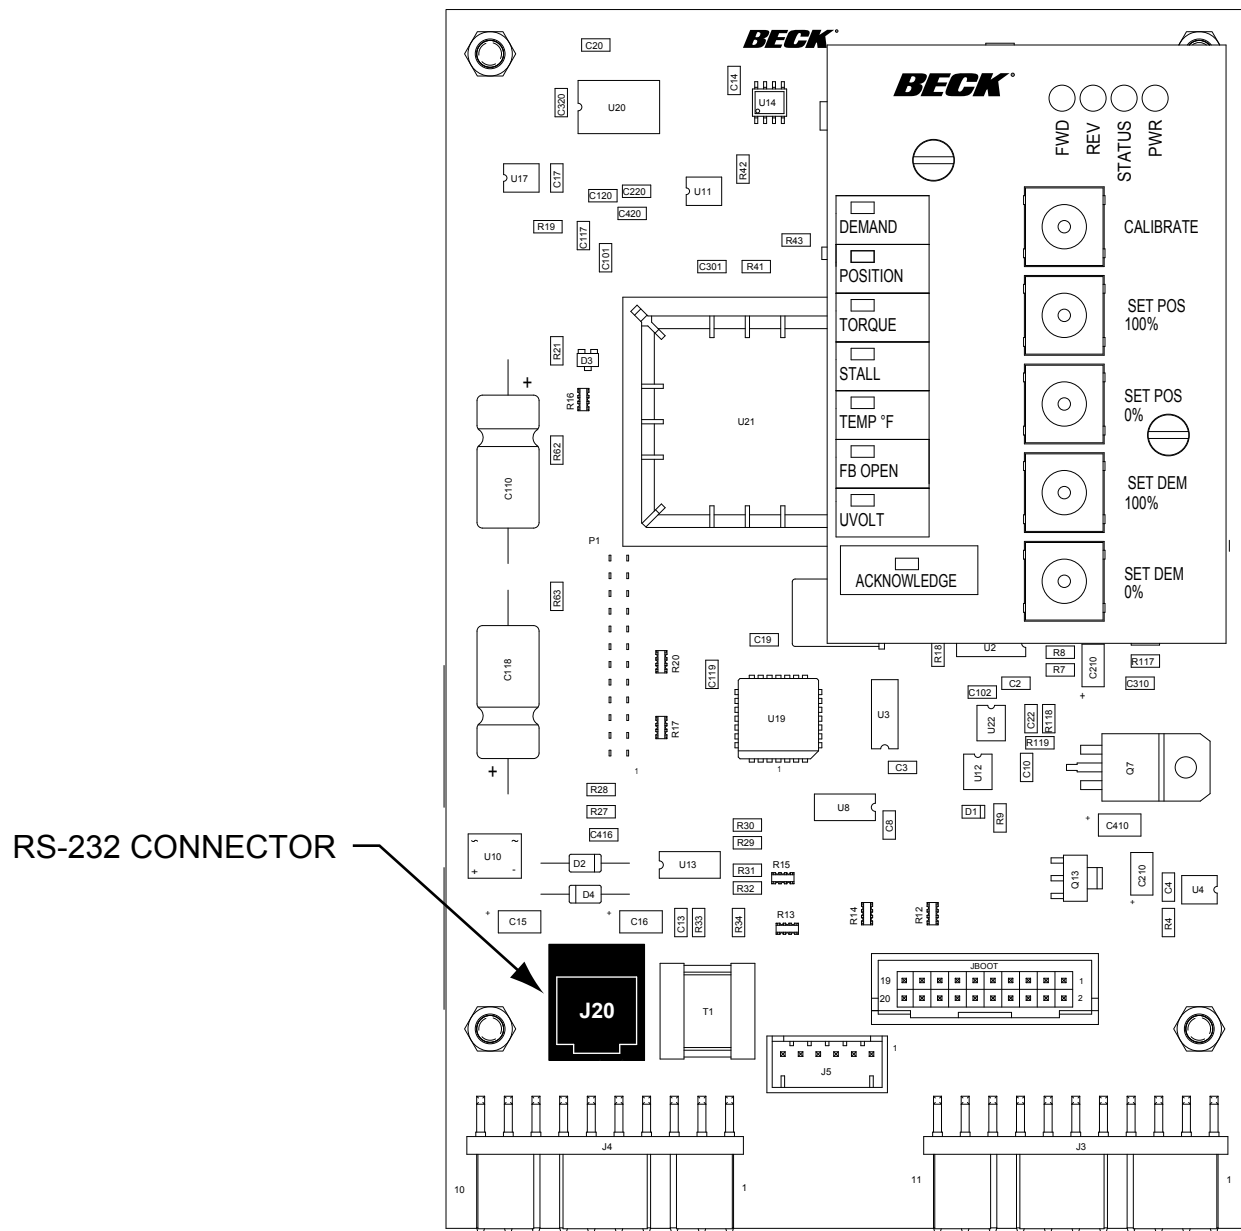 BECK
C20
C14
C320
U20
U14
BECK
FWD
REV
STATUS
PWR
U17
C17
R42
C120
C220
U11
C420
R19
C117
C101
R43
C301
R41
DEMAND
CALIBRATE
POSITION
SET POS
100%
TORQUE
STALL
SET POS
0%
TEMP °F
FB OPEN
SET DEM
100%
UVOLT
ACKNOWLEDGE
SET DEM
0%
R21
D3
+
R16
R62
C110
U21
P1
R63
C19
C118
R20
C119
R17
U19
+
1
1
R18
U2
R8
R7
C210
+
R117
C310
C102
C2
U3
U22
C22
R118
R119
C3
U12
C10
Q7
R28
R27
C416
U8
C8
D1
R9
+
C410
RS-232 CONNECTOR
~
~
U10
+
-
D2
D4
U13
R30
R29
R31
R32
R15
Q13
C210
+
C4
U4
R4
+
C15
+
C16
C13
R33
R34
R13
R14
R12
J20
T1
JBOOT
19
1
20
2
1
J5
J4
10
1
J3
11
1